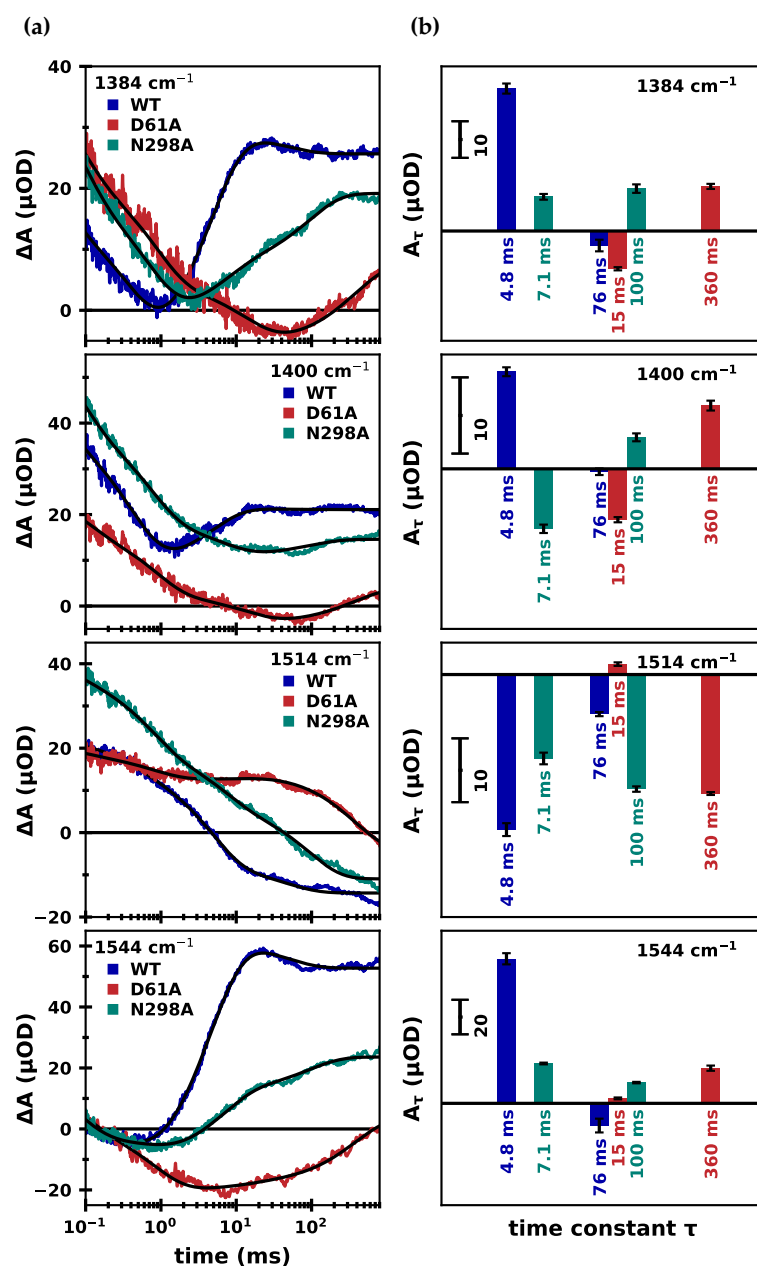 (a)
(b)
40
20
0
ΔA (μOD)
1384 cm⁻¹
WT
D61A
N298A
1384 cm⁻¹
10
A_τ (μOD)
4.8 ms
7.1 ms
76 ms
15 ms
100 ms
360 ms
40
20
0
ΔA (μOD)
1400 cm⁻¹
WT
D61A
N298A
1400 cm⁻¹
10
A_τ (μOD)
4.8 ms
7.1 ms
76 ms
15 ms
100 ms
360 ms
40
20
0
−20
ΔA (μOD)
1514 cm⁻¹
WT
D61A
N298A
1514 cm⁻¹
10
A_τ (μOD)
4.8 ms
7.1 ms
76 ms
15 ms
100 ms
360 ms
60
40
20
0
−20
ΔA (μOD)
1544 cm⁻¹
WT
D61A
N298A
10⁻¹ 10⁰ 10¹ 10²
time (ms)
1544 cm⁻¹
20
A_τ (μOD)
4.8 ms
7.1 ms
76 ms
15 ms
100 ms
360 ms
time constant τ